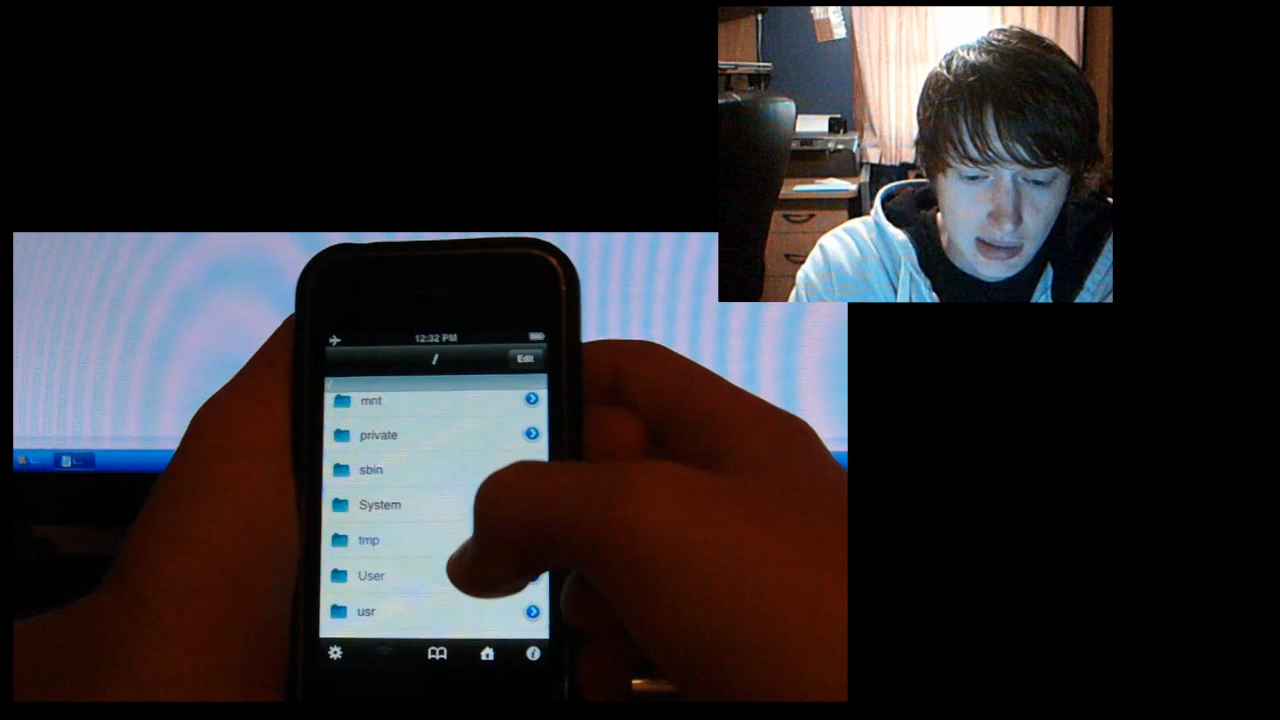 12:32 PM
/
Edit
/
mnt
private
sbin
System
tmp
User
usr